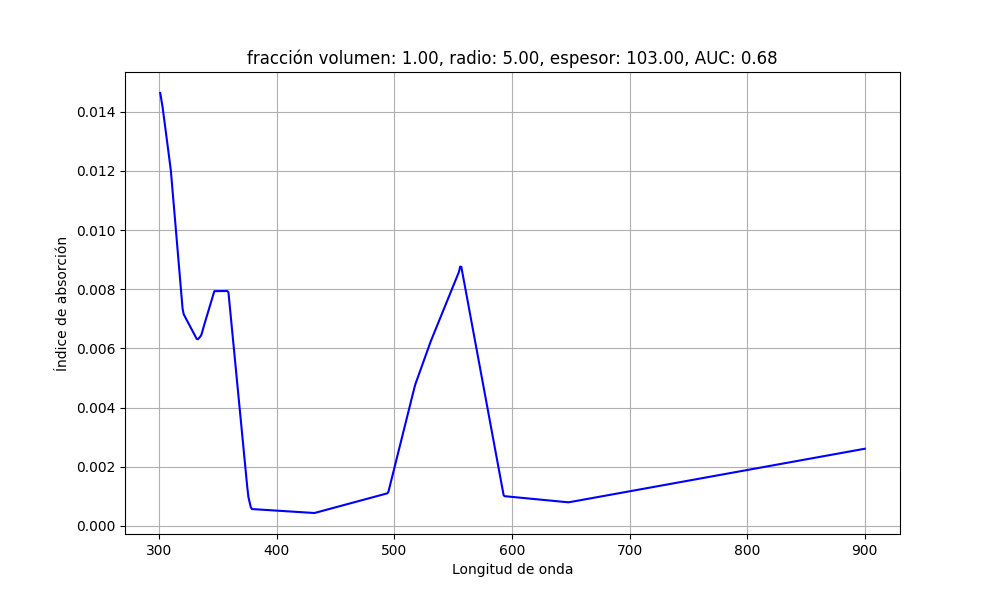 fracción volumen: 1.00, radio: 5.00, espesor: 103.00, AUC: 0.68
0.014
0.012
0.010
0.008
0.006
0.004
0.002
0.000
Índice de absorción
300 400 500 600 700 800 900
Longitud de onda